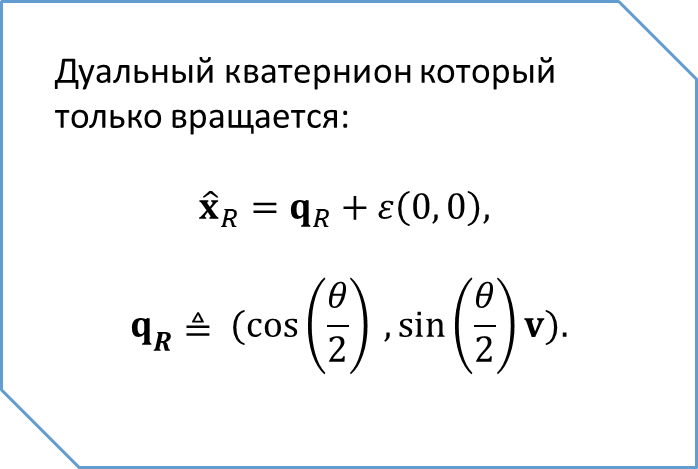 Дуальный кватернион который
только вращается:
x̂_R = q_R + ε(0, 0),
q_R ≜ (cos(θ/2) , sin(θ/2) v).